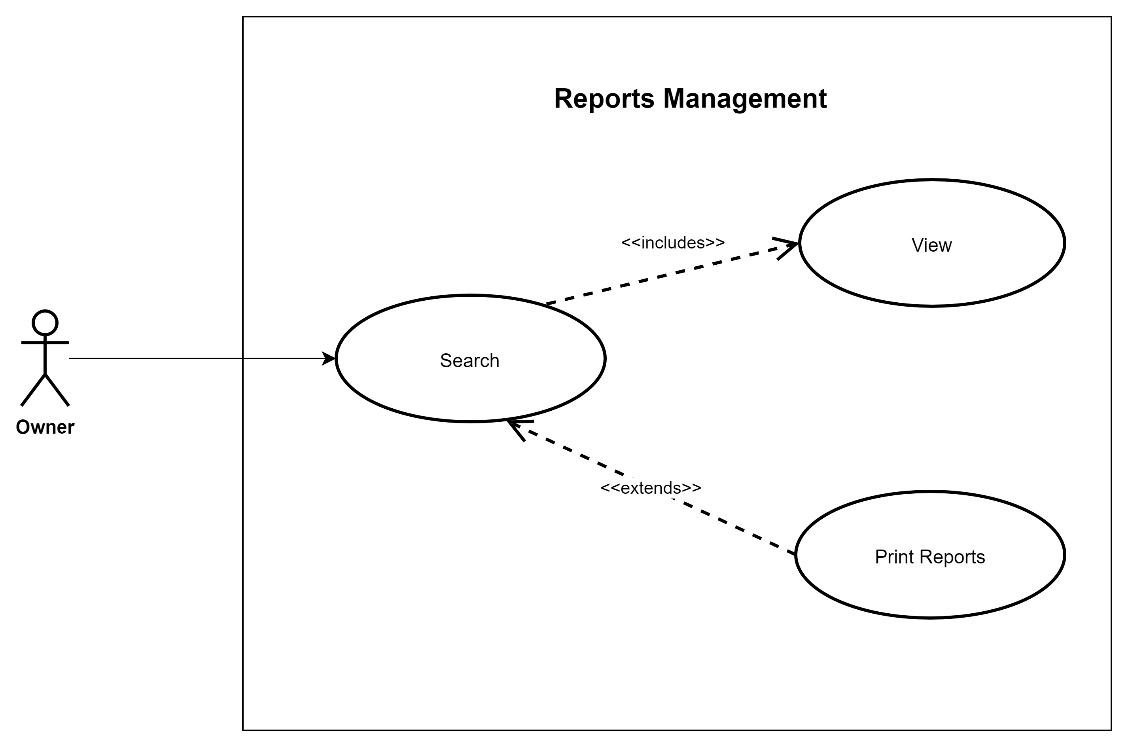 Reports Management
<<includes>>
View
Search
Owner
<<extends>>
Print Reports